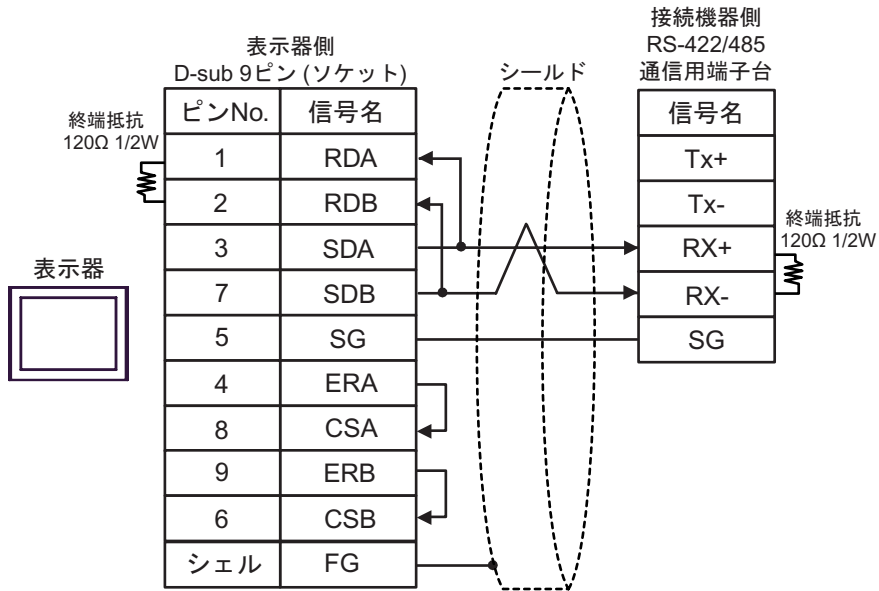 接続機器側
RS-422/485
通信用端子台
表示器側
D-sub 9ピン (ソケット)
シールド
終端抵抗
120Ω 1/2W
ピンNo. 信号名
1 RDA
2 RDB
3 SDA
7 SDB
5 SG
4 ERA
8 CSA
9 ERB
6 CSB
シェル FG
表示器
信号名
Tx+
Tx-
RX+
RX-
SG
終端抵抗
120Ω 1/2W